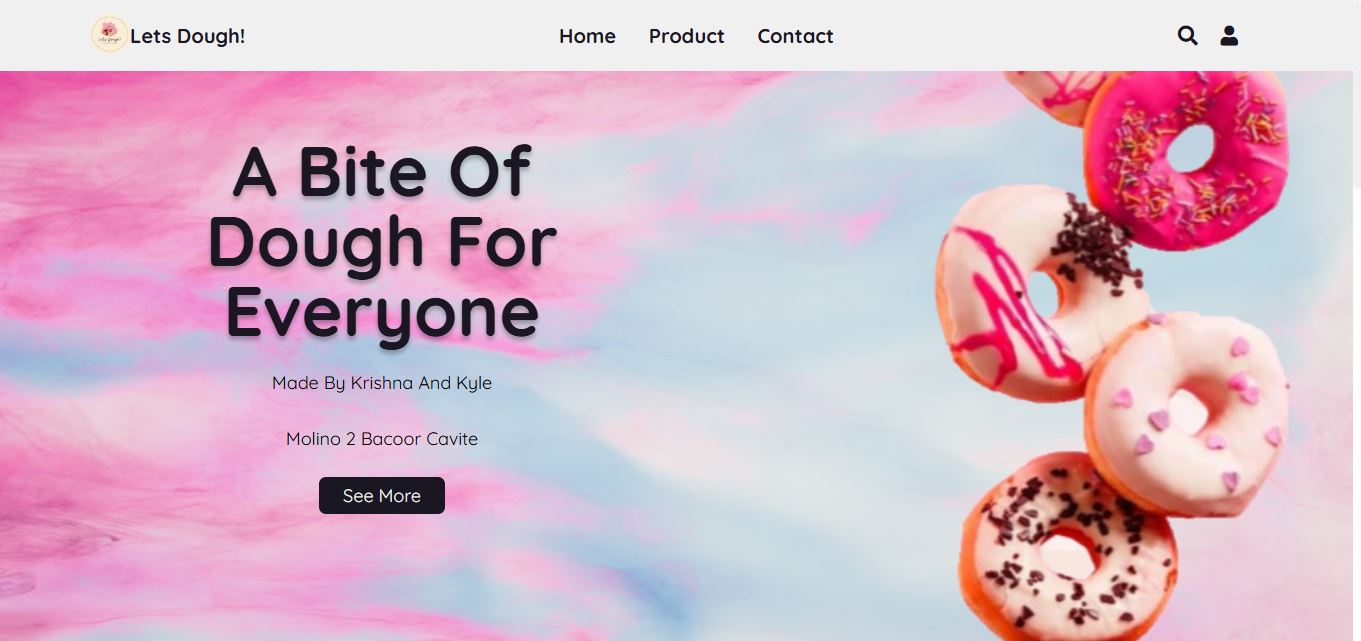 Lets Dough!
Home Product Contact
A Bite Of
Dough For
Everyone
Made By Krishna And Kyle
Molino 2 Bacoor Cavite
See More